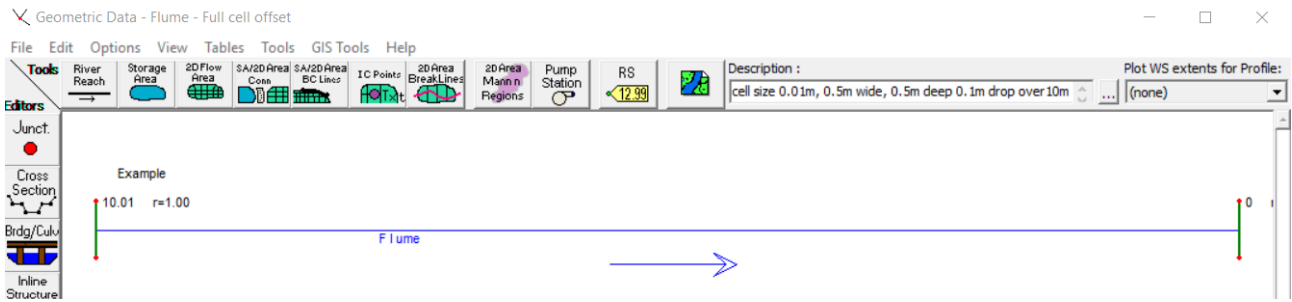 Geometric Data - Flume - Full cell offset
File Edit Options View Tables Tools GIS Tools Help
Tools
Editors
River
Reach
Storage
Area
2D Flow
Area
SA/2D Area
Conn
SA/2D Area
BC Lines
IC Points
Txt
2D Area
BreakLines
2D Area
Mann n
Regions
Pump
Station
RS
12.99
Description :
cell size 0.01m, 0.5m wide, 0.5m deep 0.1m drop over 10m
...
Plot WS extents for Profile:
(none)
Junct.
Cross
Section
Brdg/Culv
Inline
Structure
Example
10.01 r=1.00
Flume
0